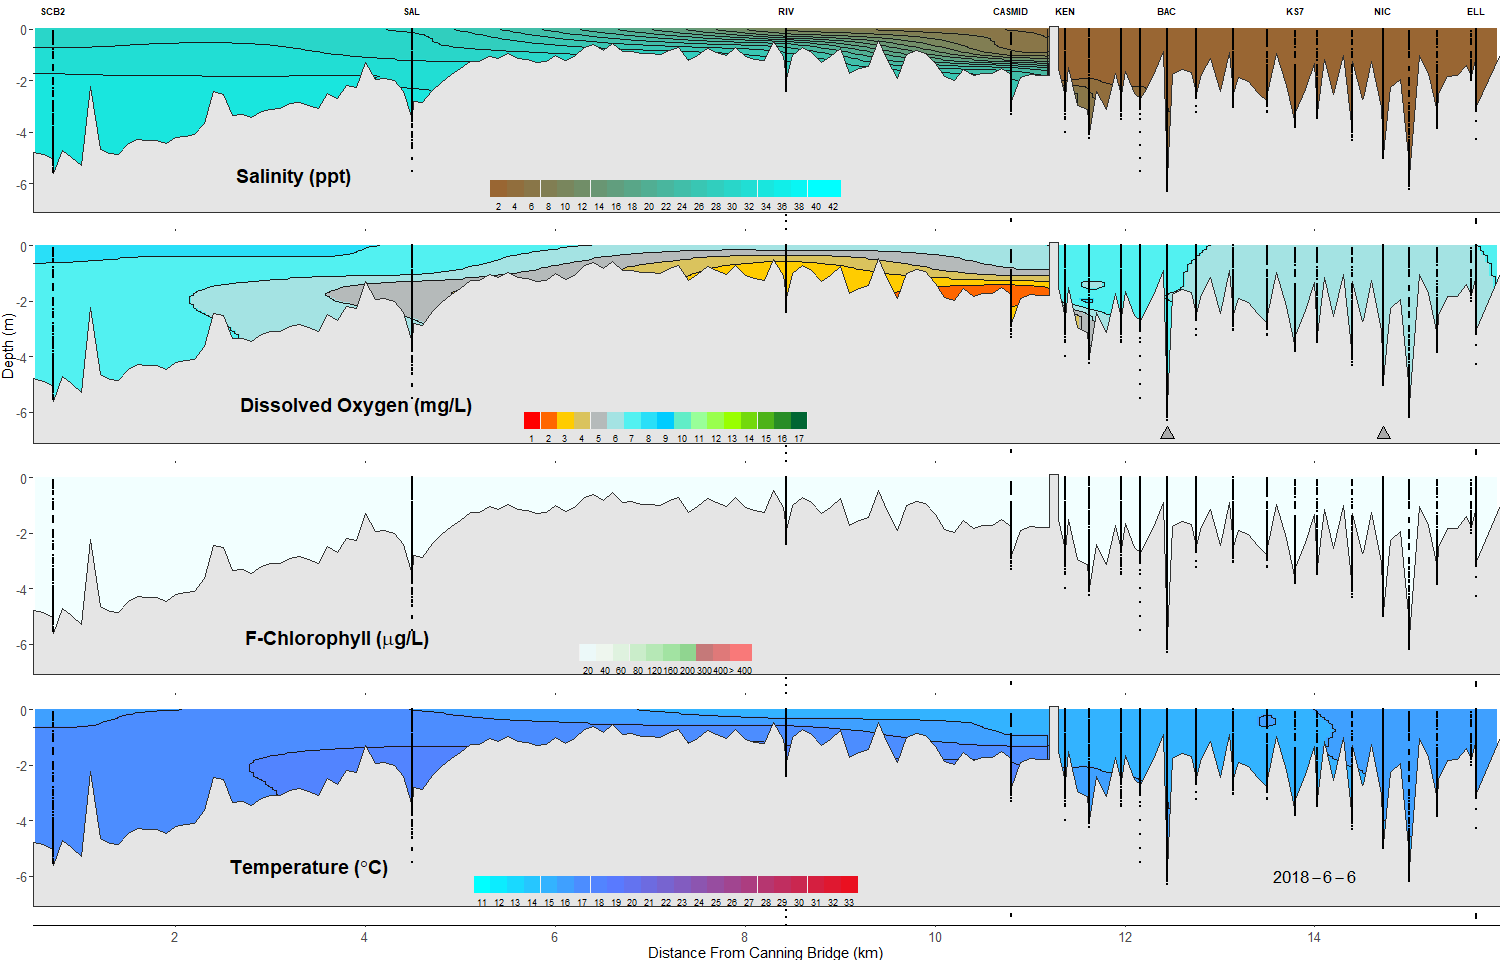 SCB2 SAL RIV CASMID KEN BAC KS7 NIC ELL
0
-2
-4
-6
Salinity (ppt)
2 4 6 8 10 12 14 16 18 20 22 24 26 28 30 32 34 36 38 40 42
0
-2
-4
-6
Dissolved Oxygen (mg/L)
1 2 3 4 5 6 7 8 9 10 11 12 13 14 15 16 17
Depth (m)
0
-2
-4
-6
F-Chlorophyll (µg/L)
20 40 60 80 120 160 200 300 400 > 400
0
-2
-4
-6
Temperature (°C)
2018-6-6
11 12 13 14 15 16 17 18 19 20 21 22 23 24 25 26 27 28 29 30 31 32 33
2 4 6 8 10 12 14
Distance From Canning Bridge (km)